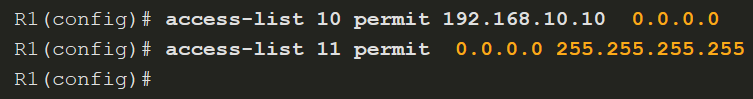 R1(config)# access-list 10 permit 192.168.10.10  0.0.0.0
R1(config)# access-list 11 permit  0.0.0.0 255.255.255.255
R1(config)#